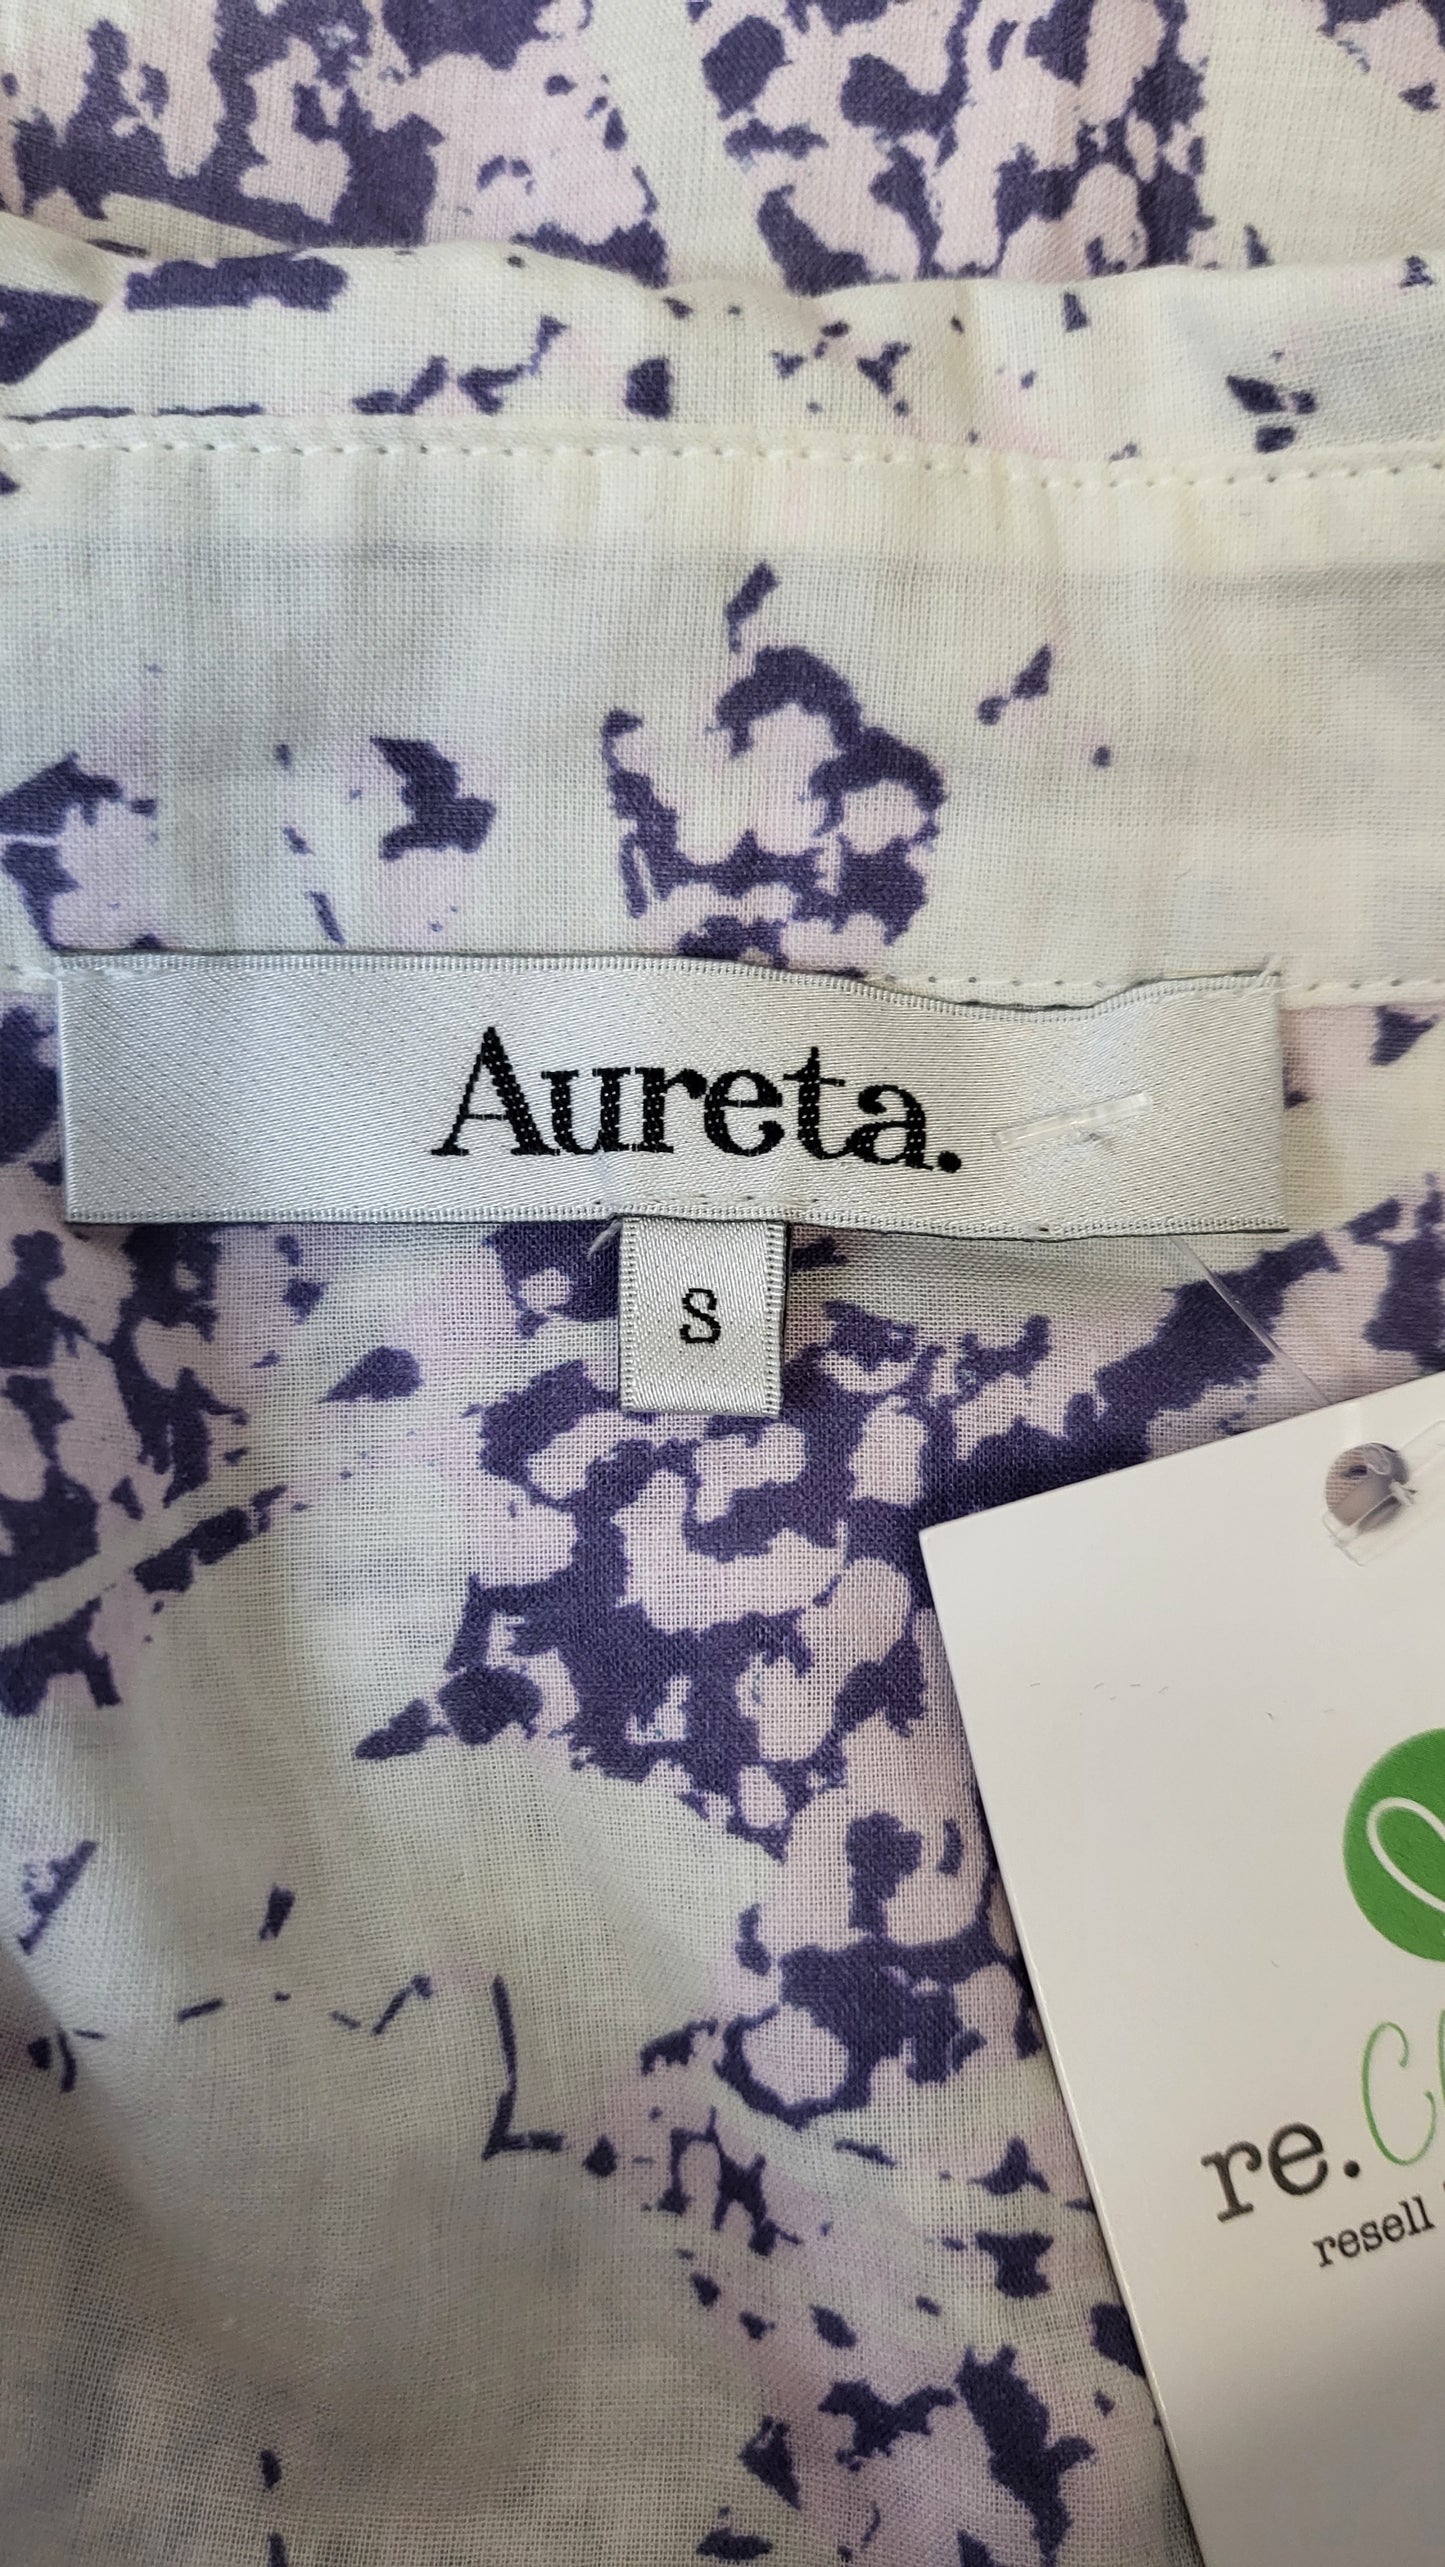 Aureta.
S
re.
resell